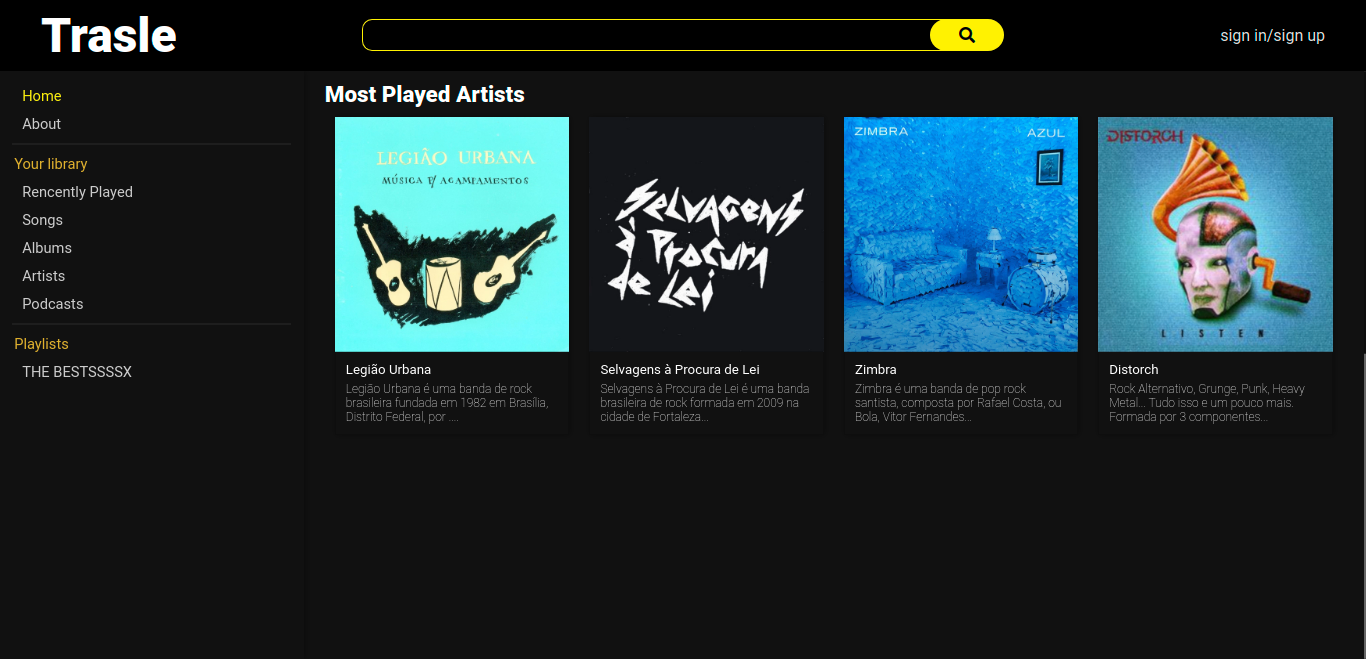 Trasle
sign in/sign up
Home
About
Your library
Rencently Played
Songs
Albums
Artists
Podcasts
Playlists
THE BESTSSSSX
Most Played Artists
LEGIÃO URBANA
MÚSICA P/ ACAMPAMENTOS
Legião Urbana
Legião Urbana é uma banda de rock
brasileira fundada em 1982 em Brasília,
Distrito Federal, por ....
SELVAGENS
À PROCURA
DE LEI
Selvagens à Procura de Lei
Selvagens à Procura de Lei é uma banda
brasileira de rock formada em 2009 na
cidade de Fortaleza...
ZIMBRA
AZUL
Zimbra
Zimbra é uma banda de pop rock
santista, composta por Rafael Costa, ou
Bola, Vitor Fernandes...
DISTORCH
LISTEN
Distorch
Rock Alternativo, Grunge, Punk, Heavy
Metal... Tudo isso e um pouco mais.
Formada por 3 componentes...